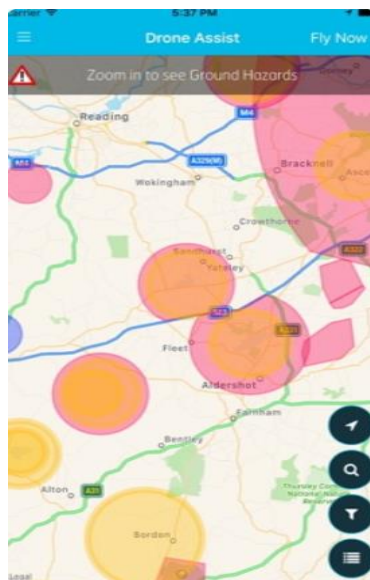 Carrier
5:37 PM
Drone Assist
Fly Now
Zoom in to see Ground Hazards
Reading
M4
A329(M)
Bracknell
Wokingham
Crowthorne
Sandhurst
Yateley
A322
Fleet
A331
Aldershot
Farnham
Bentley
Alton
A31
Bordon
Legal